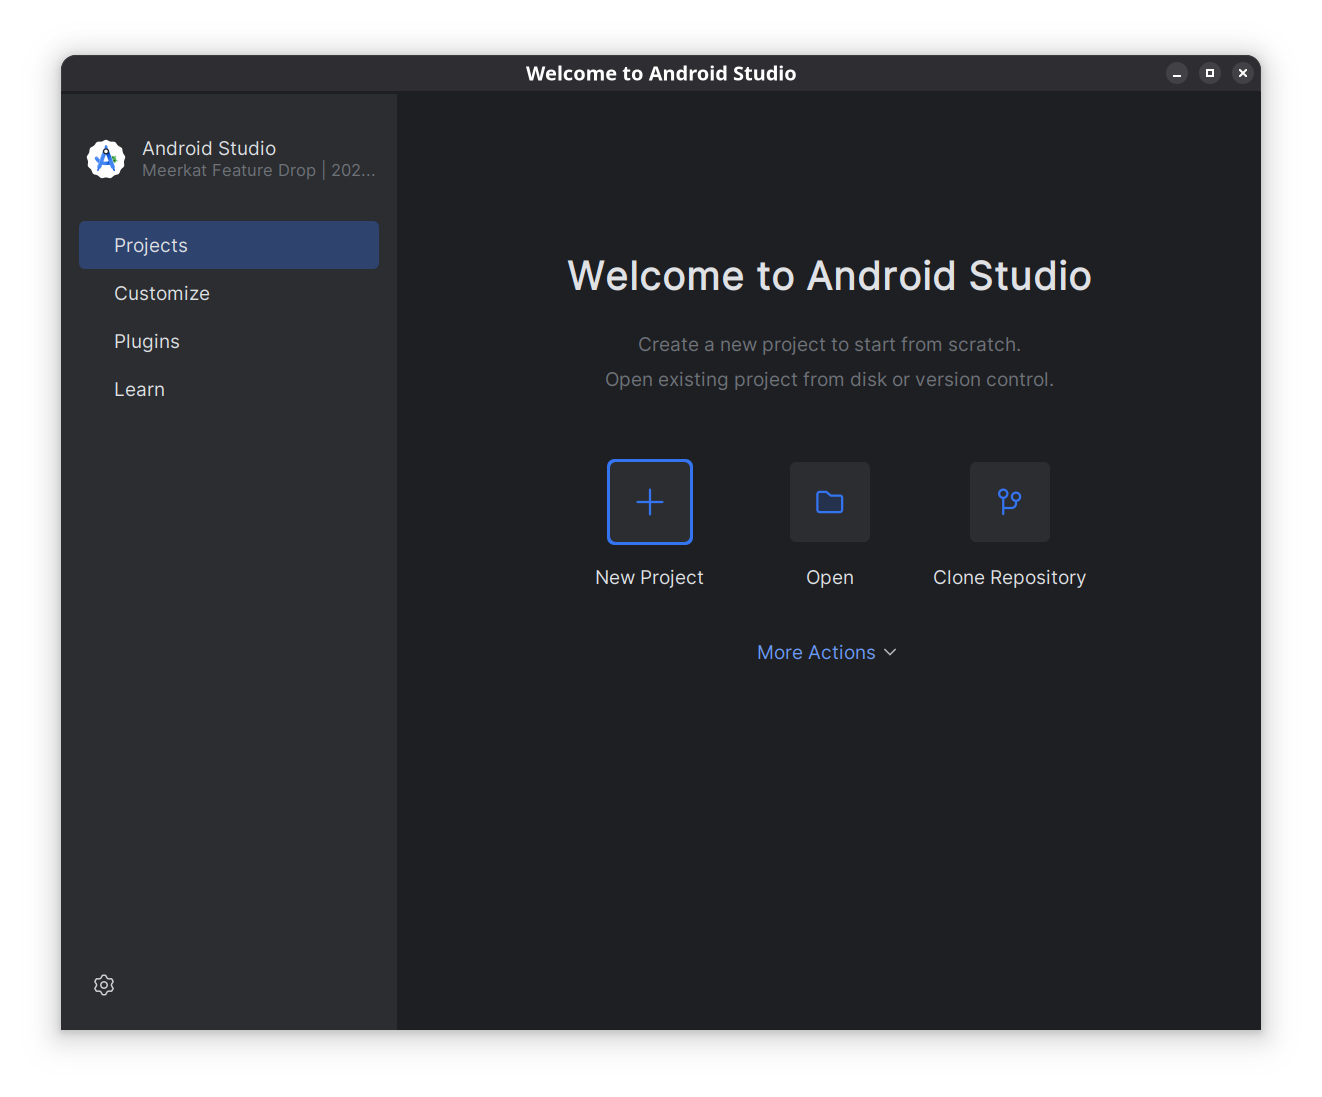 Welcome to Android Studio
Android Studio
Meerkat Feature Drop | 202...
Projects
Customize
Plugins
Learn
Welcome to Android Studio
Create a new project to start from scratch.
Open existing project from disk or version control.
New Project
Open
Clone Repository
More Actions